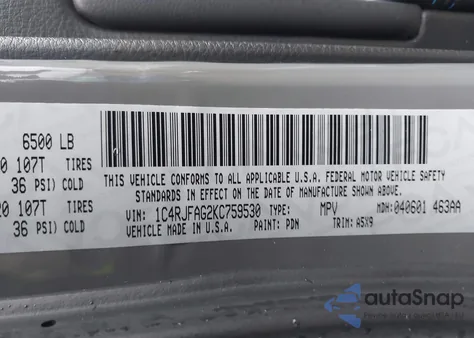 6500 LB
0 107T TIRES
36 PSI) COLD
20 107T TIRES
36 PSI) COLD
THIS VEHICLE CONFORMS TO ALL APPLICABLE U.S.A. FEDERAL MOTOR VEHICLE SAFETY
STANDARDS IN EFFECT ON THE DATE OF MANUFACTURE SHOWN ABOVE.
VIN: 1C4RJFAG2KC759530 TYPE: MPV MDH: 040601 463AA
VEHICLE MADE IN U.S.A. PAINT: PDN TRIM: A5X9
autoSnap